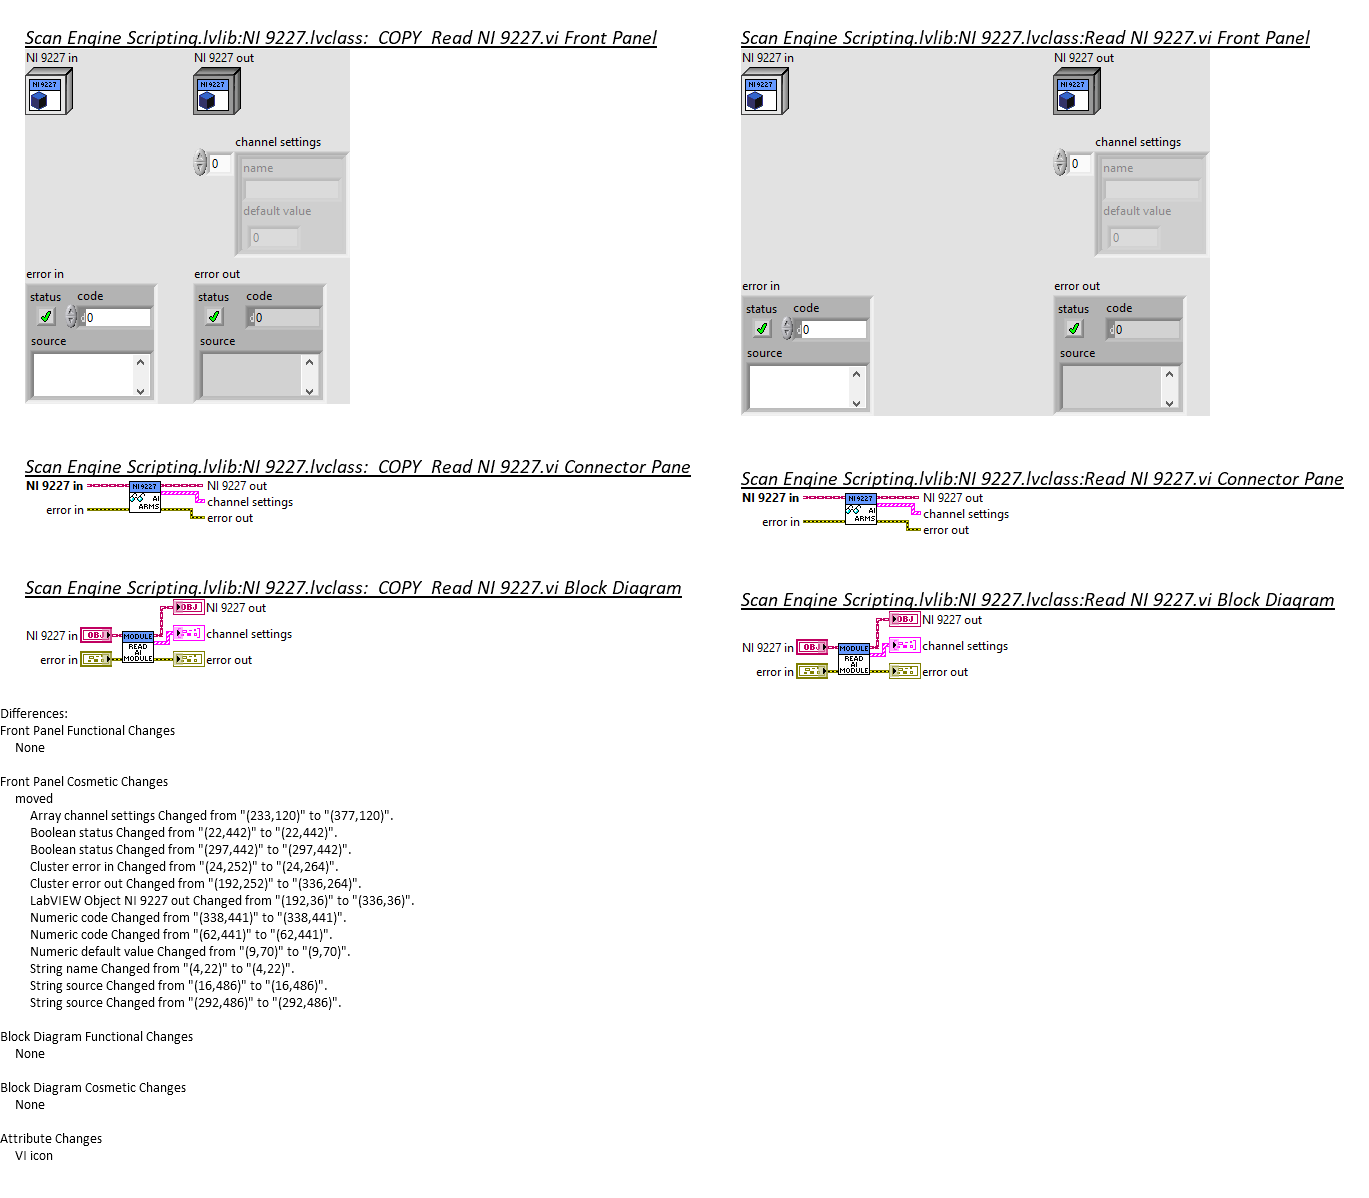 Scan Engine Scripting.lvlib:NI 9227.lvclass:_COPY_Read NI 9227.vi Front Panel
NI 9227 in
NI 9227 out
NI 9227
NI 9227
channel settings
0
name
default value
0
error in
error out
status
code
status
code
d 0
d 0
source
source
Scan Engine Scripting.lvlib:NI 9227.lvclass:_COPY_Read NI 9227.vi Connector Pane
NI 9227 in
NI 9227
NI 9227 out
AI
channel settings
error in
ARMS
error out
Scan Engine Scripting.lvlib:NI 9227.lvclass:_COPY_Read NI 9227.vi Block Diagram
OBJ
NI 9227 out
NI 9227 in
OBJ
MODULE
channel settings
READ
AI
MODULE
error in
error out
Scan Engine Scripting.lvlib:NI 9227.lvclass:Read NI 9227.vi Front Panel
NI 9227 in
NI 9227 out
NI 9227
NI 9227
channel settings
0
name
default value
0
error in
error out
status
code
status
code
d 0
d 0
source
source
Scan Engine Scripting.lvlib:NI 9227.lvclass:Read NI 9227.vi Connector Pane
NI 9227 in
NI 9227
NI 9227 out
AI
channel settings
error in
ARMS
error out
Scan Engine Scripting.lvlib:NI 9227.lvclass:Read NI 9227.vi Block Diagram
OBJ
NI 9227 out
NI 9227 in
OBJ
MODULE
channel settings
READ
AI
MODULE
error in
error out
Differences:
Front Panel Functional Changes
None
Front Panel Cosmetic Changes
moved
Array channel settings Changed from "(233,120)" to "(377,120)".
Boolean status Changed from "(22,442)" to "(22,442)".
Boolean status Changed from "(297,442)" to "(297,442)".
Cluster error in Changed from "(24,252)" to "(24,264)".
Cluster error out Changed from "(192,252)" to "(336,264)".
LabVIEW Object NI 9227 out Changed from "(192,36)" to "(336,36)".
Numeric code Changed from "(338,441)" to "(338,441)".
Numeric code Changed from "(62,441)" to "(62,441)".
Numeric default value Changed from "(9,70)" to "(9,70)".
String name Changed from "(4,22)" to "(4,22)".
String source Changed from "(16,486)" to "(16,486)".
String source Changed from "(292,486)" to "(292,486)".
Block Diagram Functional Changes
None
Block Diagram Cosmetic Changes
None
Attribute Changes
VI icon